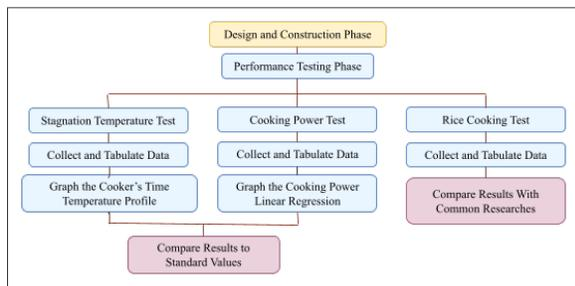 Design and Construction Phase
Performance Testing Phase
Stagnation Temperature Test
Cooking Power Test
Rice Cooking Test
Collect and Tabulate Data
Collect and Tabulate Data
Collect and Tabulate Data
Graph the Cooker's Time
Temperature Profile
Graph the Cooking Power
Linear Regression
Compare Results With
Common Researches
Compare Results to
Standard Values